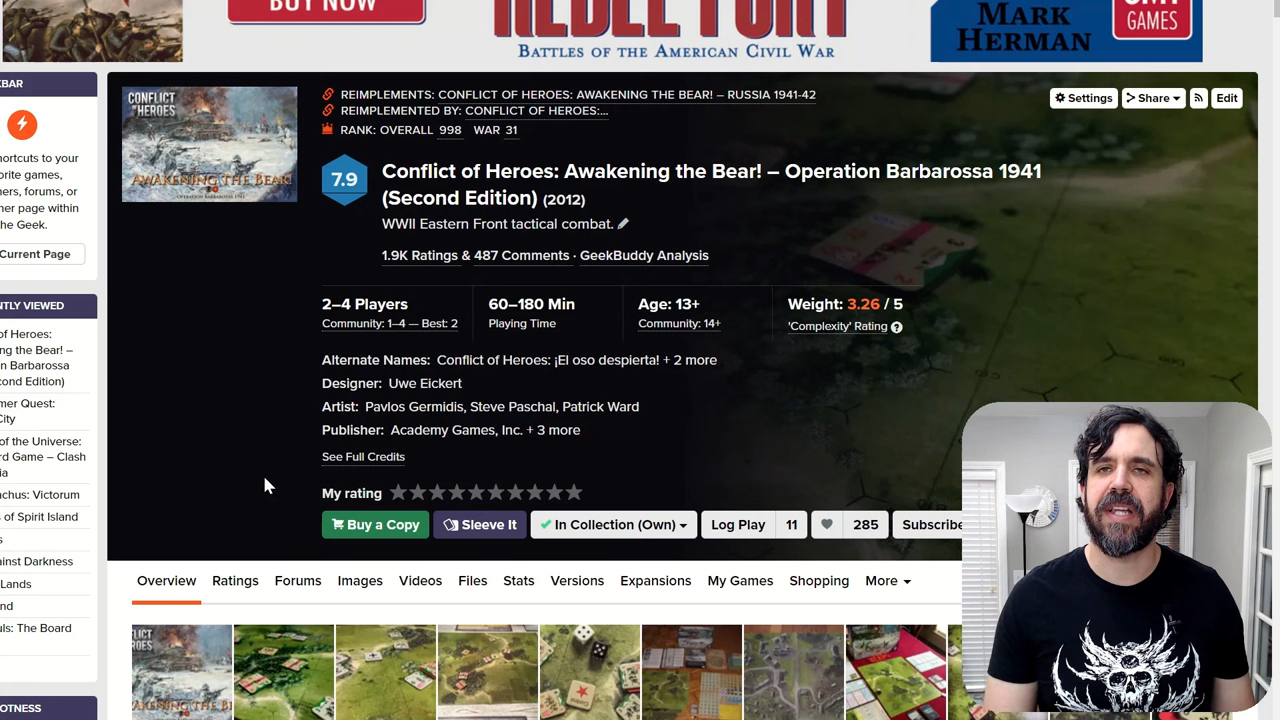 BUY NOW
REBEL FURY
BATTLES OF THE AMERICAN CIVIL WAR
MARK
HERMAN
GAMES
CONFLICT
OF HEROES
AWAKENING THE BEAR!
OPERATION BARBAROSSA 1941
REIMPLEMENTS: CONFLICT OF HEROES: AWAKENING THE BEAR! – RUSSIA 1941-42
REIMPLEMENTED BY: CONFLICT OF HEROES:...
RANK: OVERALL 998 WAR 31
Settings
Share
Edit
7.9
Conflict of Heroes: Awakening the Bear! – Operation Barbarossa 1941
(Second Edition) (2012)
WWII Eastern Front tactical combat.
1.9K Ratings & 487 Comments · GeekBuddy Analysis
2–4 Players
Community: 1–4 — Best: 2
60–180 Min
Playing Time
Age: 13+
Community: 14+
Weight: 3.26 / 5
'Complexity' Rating ?
Alternate Names: Conflict of Heroes: ¡El oso despierta! + 2 more
Designer: Uwe Eickert
Artist: Pavlos Germidis, Steve Paschal, Patrick Ward
Publisher: Academy Games, Inc. + 3 more
See Full Credits
My rating
Buy a Copy
Sleeve It
In Collection (Own)
Log Play 11
285
Subscribe
Overview Ratings Forums Images Videos Files Stats Versions Expansions My Games Shopping More
KBAR
ortcuts to your
orite games,
ners, forums, or
her page within
he Geek.
Current Page
NTLY VIEWED
of Heroes:
ng the Bear! –
n Barbarossa
cond Edition)
mer Quest:
City
of the Universe:
rd Game – Clash
ia
achus: Victorum
s of Spirit Island
s
ainst Darkness
Lands
nd
uls: The Board
OTNESS